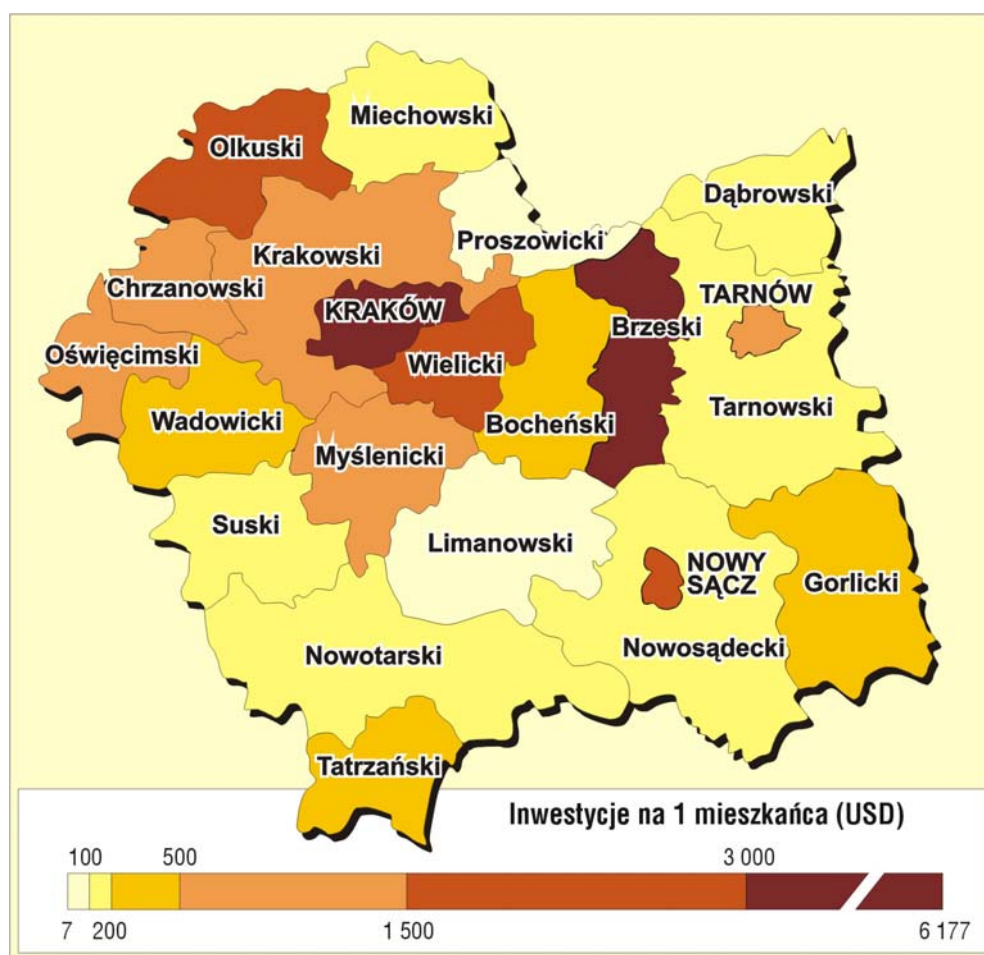 Miechowski
Olkuski
Dąbrowski
Proszowicki
Krakowski
Chrzanowski
TARNÓW
KRAKÓW
Brzeski
Oświęcimski
Wielicki
Wadowicki
Bocheński
Tarnowski
Myślenicki
Suski
Limanowski
NOWY
SĄCZ
Gorlicki
Nowotarski
Nowosądecki
Tatrzański
Inwestycje na 1 mieszkańca (USD)
100 500 3 000
7 200 1 500 6 177